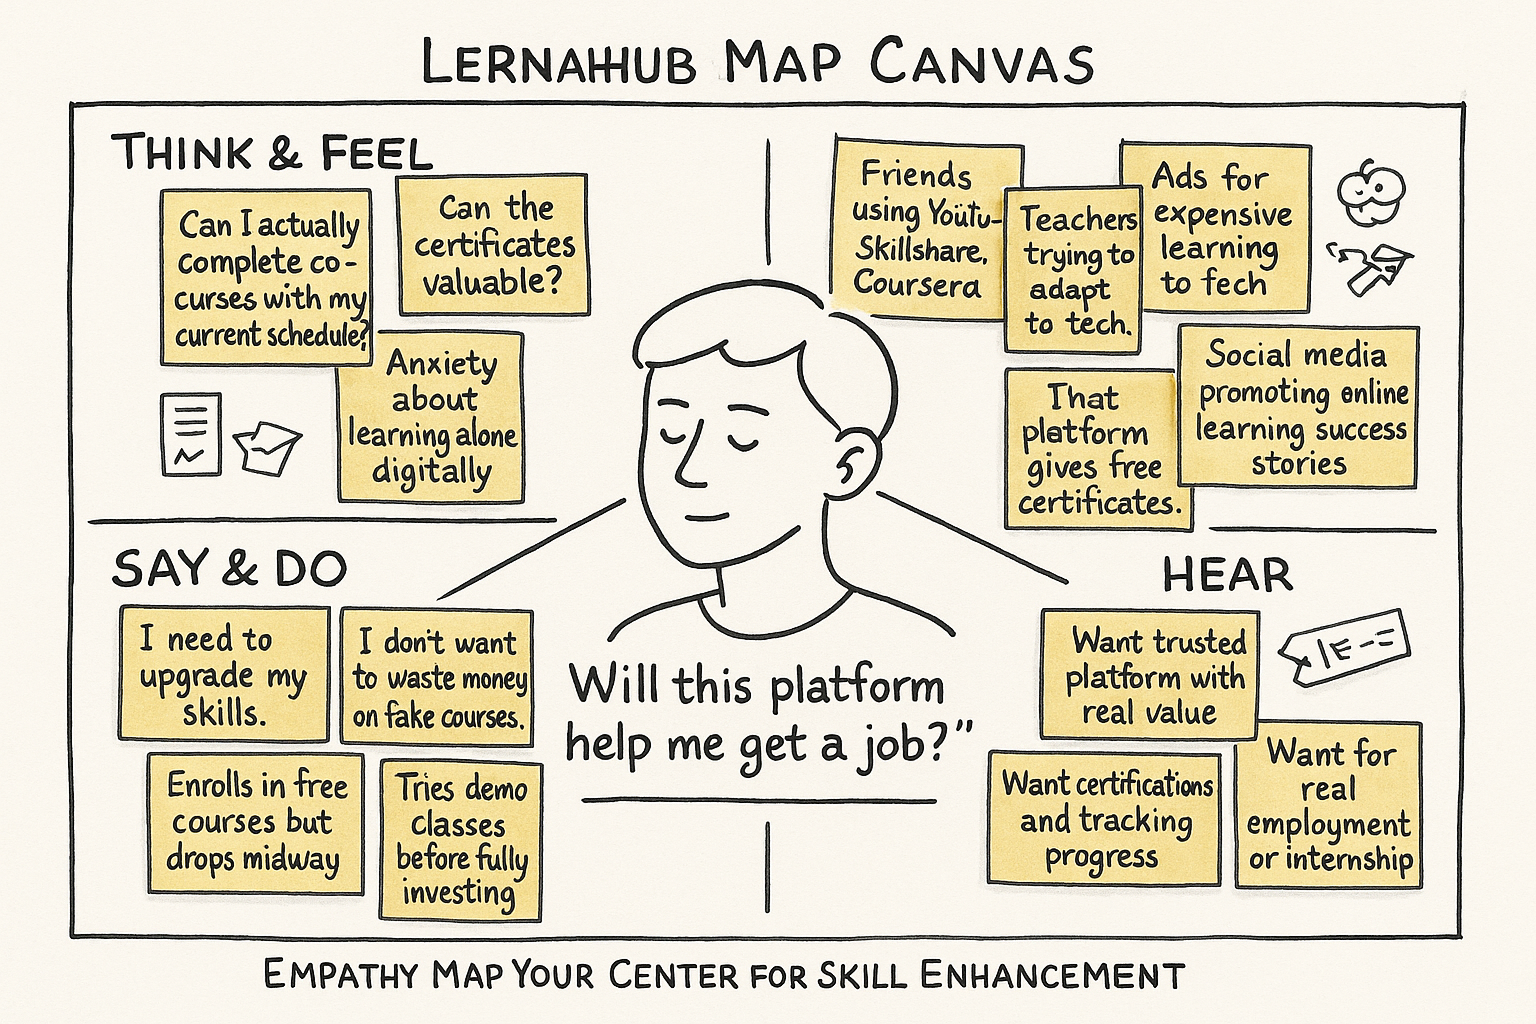 LERNAHHUB MAP CANVAS
THINK & FEEL
Can I actually
complete co-
curses with my
current schedule?
Can the
certificates
valuable?
Anxiety
about
learning alone
digitally
Friends
using Youtu-
Skillshare,
Coursera
Teachers
trying to
adapt
to tech.
Ads for
expensive
learning
to fech
That
platform
gives free
certificates.
Social media
promoting online
learning success
stories
SAY & DO
I need to
upgrade my
skills.
I don't want
to waste money
on fake courses.
Enrolls in free
courses but
drops midway
Tries demo
classes
before fully
investing
Will this platform
help me get a job?”
HEAR
Want trusted
platform with
real value
Want certifications
and tracking
progress
Want for
real
employment
or internship
EMPATHY MAP YOUR CENTER FOR SKILL ENHANCEMENT